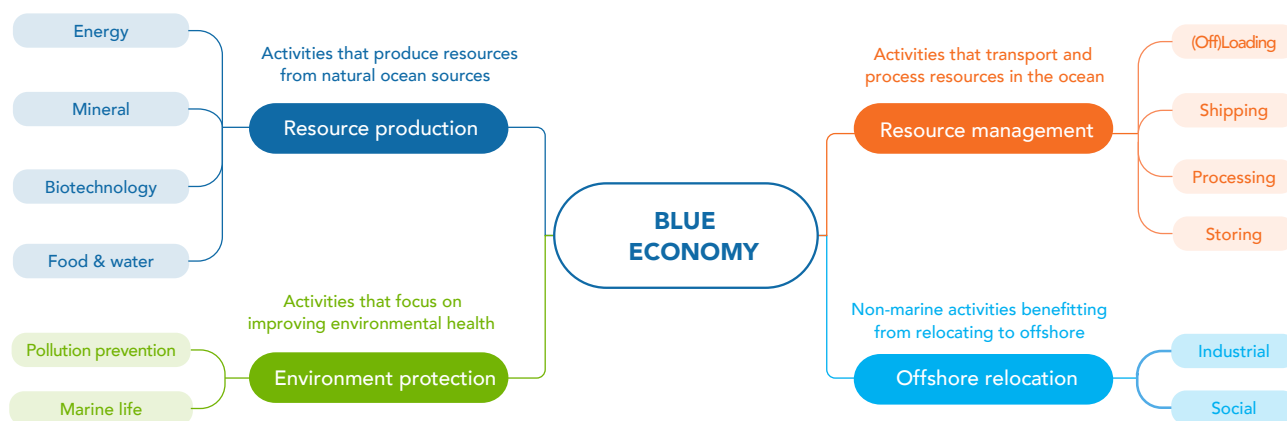 Energy
Mineral
Biotechnology
Food & water
Activities that produce resources
from natural ocean sources
Resource production
Activities that focus on
improving environmental health
Environment protection
Pollution prevention
Marine life
BLUE
ECONOMY
Activities that transport and
process resources in the ocean
Resource management
(Off)Loading
Shipping
Processing
Storing
Non-marine activities benefitting
from relocating to offshore
Offshore relocation
Industrial
Social